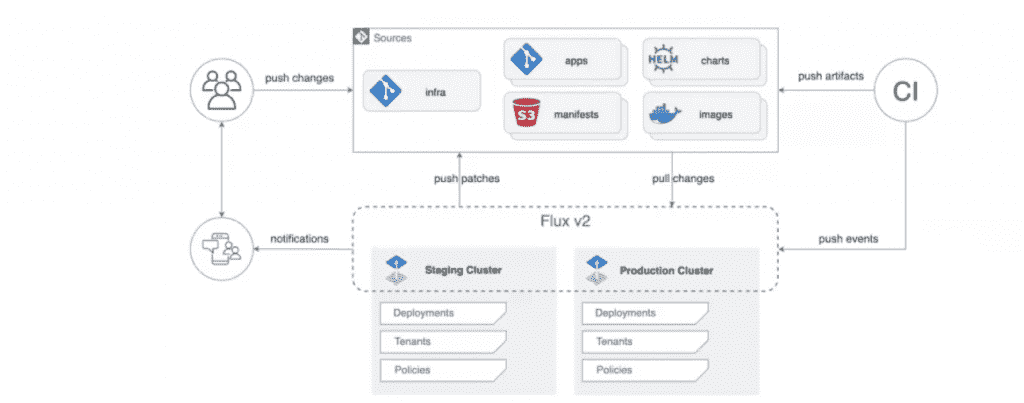 Sources
push changes
infra
apps
HELM
charts
S3
manifests
images
push artifacts
CI
push patches
pull changes
Flux v2
notifications
push events
Staging Cluster
Deployments
Tenants
Policies
Production Cluster
Deployments
Tenants
Policies